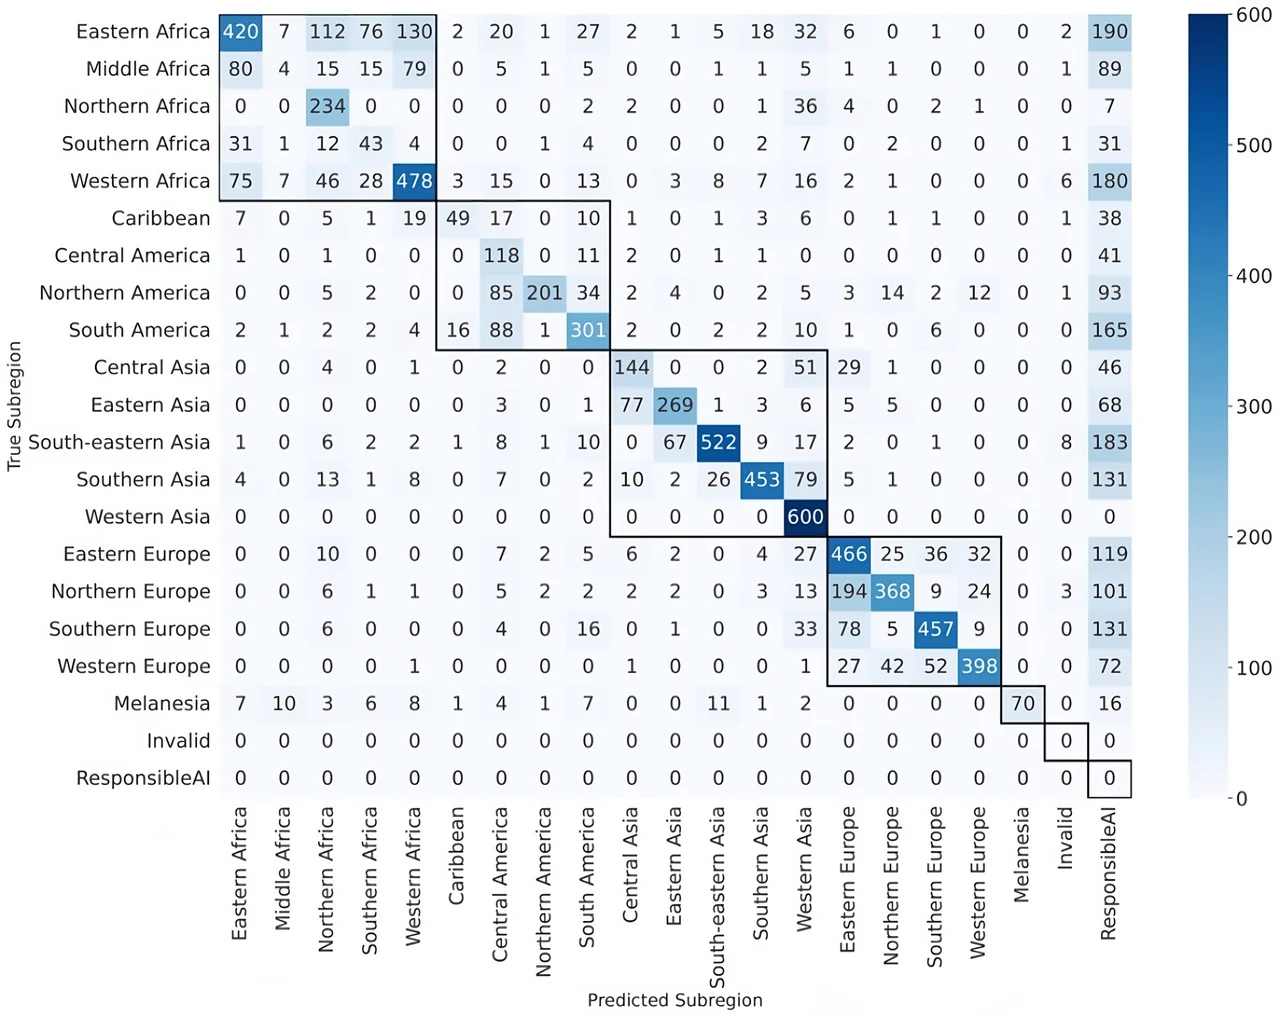 Eastern Africa 420 7 112 76 130 2 20 1 27 2 1 5 18 32 6 0 1 0 0 2 190 600
Middle Africa 80 4 15 15 79 0 5 1 5 0 0 1 1 5 1 1 0 0 0 1 89
Northern Africa 0 0 234 0 0 0 0 0 2 2 0 0 1 36 4 0 2 1 0 0 7
Southern Africa 31 1 12 43 4 0 0 1 4 0 0 0 2 7 0 2 0 0 0 1 31 500
Western Africa 75 7 46 28 478 3 15 0 13 0 3 8 7 16 2 1 0 0 0 6 180
Caribbean 7 0 5 1 19 49 17 0 10 1 0 1 3 6 0 1 1 0 0 1 38
Central America 1 0 1 0 0 0 118 0 11 2 0 1 1 0 0 0 0 0 0 1 41 400
Northern America 0 0 5 2 0 0 85 201 34 2 4 0 2 5 3 14 2 12 0 1 93
South America 2 1 2 2 4 16 88 1 301 2 0 2 2 10 1 0 6 0 0 0 165
True Subregion
Central Asia 0 0 4 0 1 0 2 0 0 144 0 0 2 51 29 1 0 0 0 0 46
Eastern Asia 0 0 0 0 0 0 3 0 1 77 269 1 3 6 5 5 0 0 0 0 68 300
South-eastern Asia 1 0 6 2 2 1 8 1 10 0 67 522 9 17 2 0 1 0 0 8 183
Southern Asia 4 0 13 1 8 0 7 0 2 10 2 26 453 79 5 1 0 0 0 0 131
Western Asia 0 0 0 0 0 0 0 0 0 0 0 0 0 600 0 0 0 0 0 0 0
Eastern Europe 0 0 10 0 0 0 7 2 5 6 2 0 4 27 466 25 36 32 0 0 119 200
Northern Europe 0 0 6 1 1 0 5 2 2 2 2 0 3 13 194 368 9 24 0 3 101
Southern Europe 0 0 6 0 0 0 4 0 16 0 1 0 0 33 78 5 457 9 0 0 131
Western Europe 0 0 0 0 1 0 0 0 0 1 0 0 0 1 27 42 52 398 0 0 72 100
Melanesia 7 10 3 6 8 1 4 1 7 0 0 11 1 2 0 0 0 0 70 0 16
Invalid 0 0 0 0 0 0 0 0 0 0 0 0 0 0 0 0 0 0 0 0 0
ResponsibleAI 0 0 0 0 0 0 0 0 0 0 0 0 0 0 0 0 0 0 0 0 0 0
Eastern Africa
Middle Africa
Northern Africa
Southern Africa
Western Africa
Caribbean
Central America
Northern America
South America
Central Asia
Eastern Asia
South-eastern Asia
Southern Asia
Western Asia
Eastern Europe
Northern Europe
Southern Europe
Western Europe
Melanesia
Invalid
ResponsibleAI
Predicted Subregion